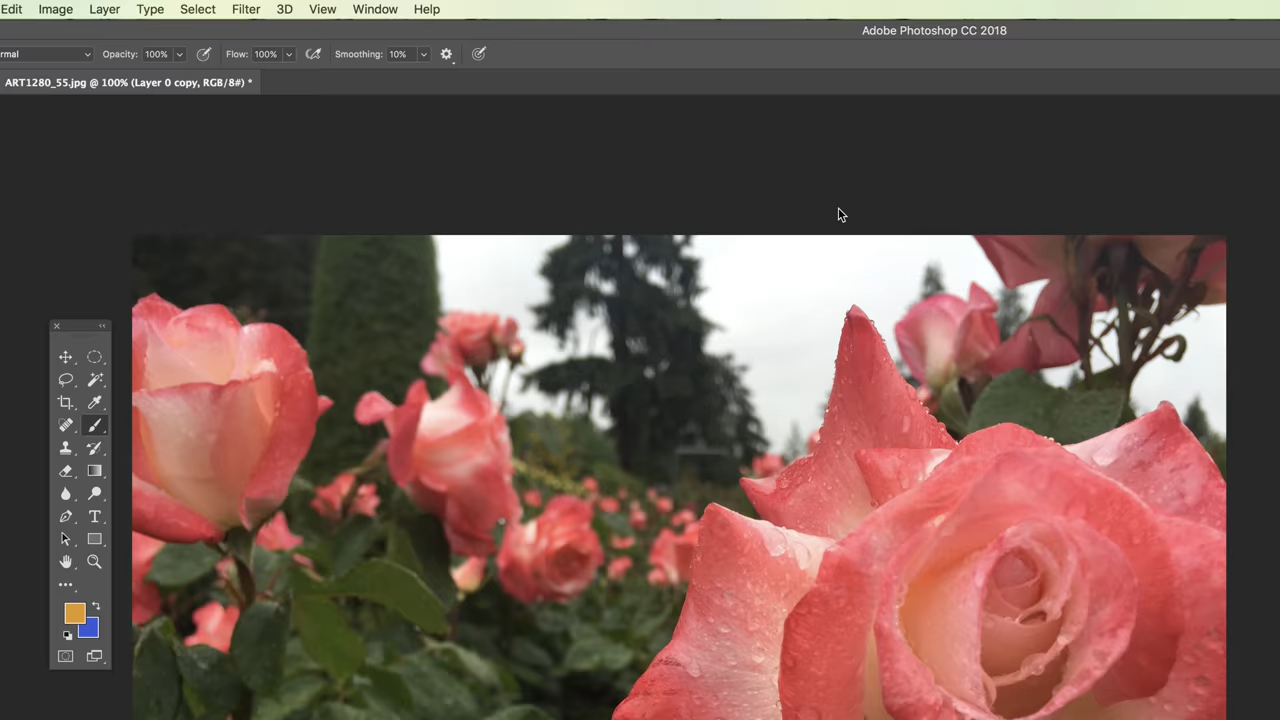 Edit Image Layer Type Select Filter 3D View Window Help
Adobe Photoshop CC 2018
rmal Opacity: 100% Flow: 100% Smoothing: 10%
ART1280_55.jpg @ 100% (Layer 0 copy, RGB/8#) *